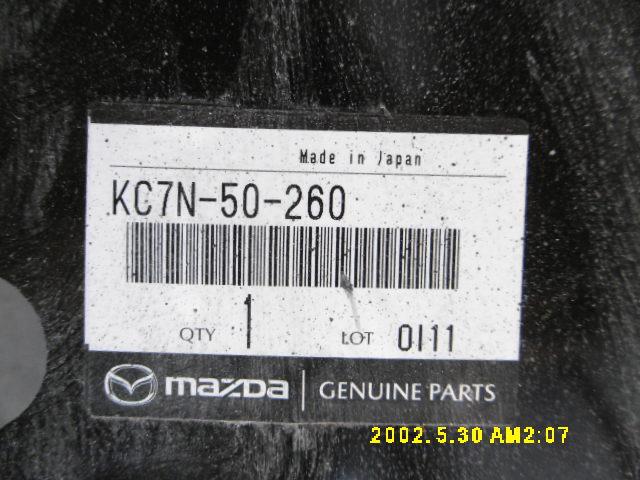 Made in Japan
KC7N-50-260
QTY 1 LOT 0111
mazda GENUINE PARTS
2002.5.30 AM2:07